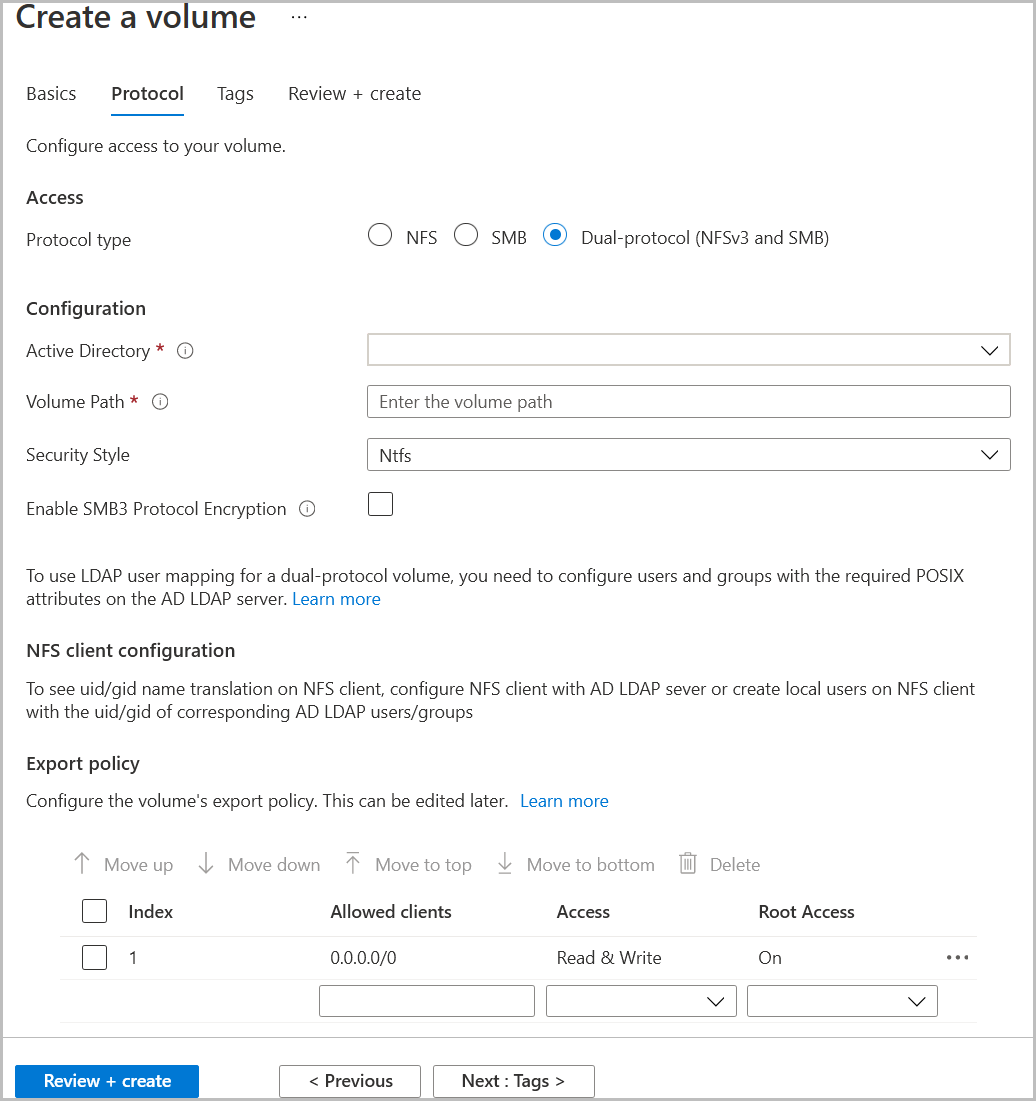 Create a volume ...
Basics Protocol Tags Review + create
Configure access to your volume.
Access
Protocol type NFS SMB Dual-protocol (NFSv3 and SMB)
Configuration
Active Directory *
Volume Path * Enter the volume path
Security Style Ntfs
Enable SMB3 Protocol Encryption
To use LDAP user mapping for a dual-protocol volume, you need to configure users and groups with the required POSIX
attributes on the AD LDAP server. Learn more
NFS client configuration
To see uid/gid name translation on NFS client, configure NFS client with AD LDAP sever or create local users on NFS client
with the uid/gid of corresponding AD LDAP users/groups
Export policy
Configure the volume's export policy. This can be edited later. Learn more
Move up Move down Move to top Move to bottom Delete
Index Allowed clients Access Root Access
1 0.0.0.0/0 Read & Write On ...
Review + create < Previous Next : Tags >